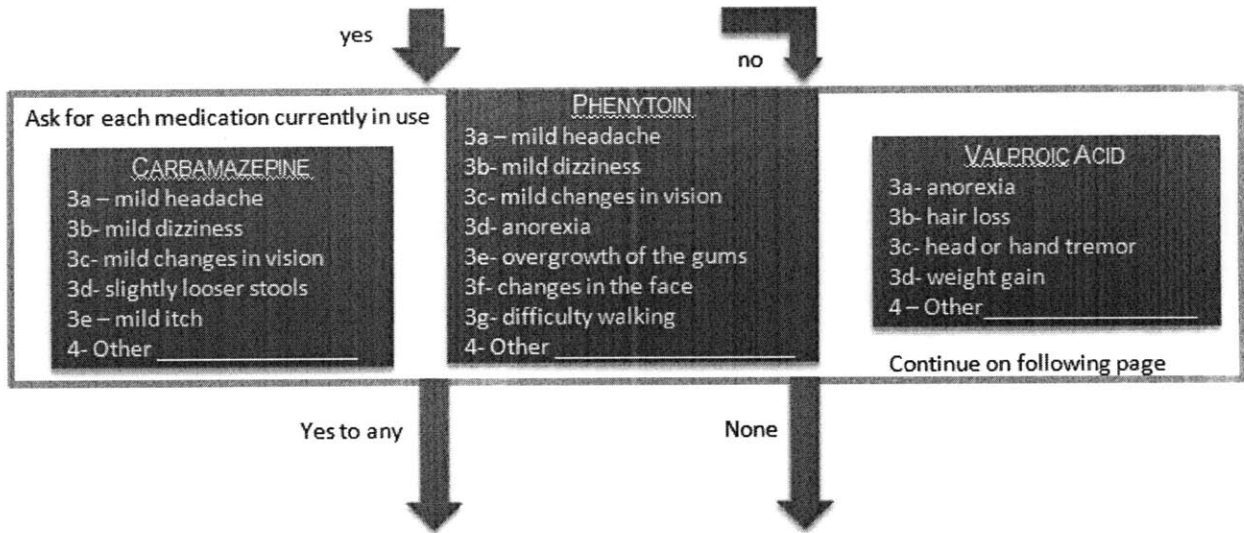 yes
no
Ask for each medication currently in use
CARBAMAZEPINE
3a – mild headache
3b- mild dizziness
3c- mild changes in vision
3d- slightly looser stools
3e – mild itch
4- Other _______________
PHENYTOIN
3a – mild headache
3b- mild dizziness
3c- mild changes in vision
3d- anorexia
3e- overgrowth of the gums
3f- changes in the face
3g- difficulty walking
4- Other __________________
VALPROIC ACID
3a- anorexia
3b- hair loss
3c- head or hand tremor
3d- weight gain
4 – Other________________
Continue on following page
Yes to any
None